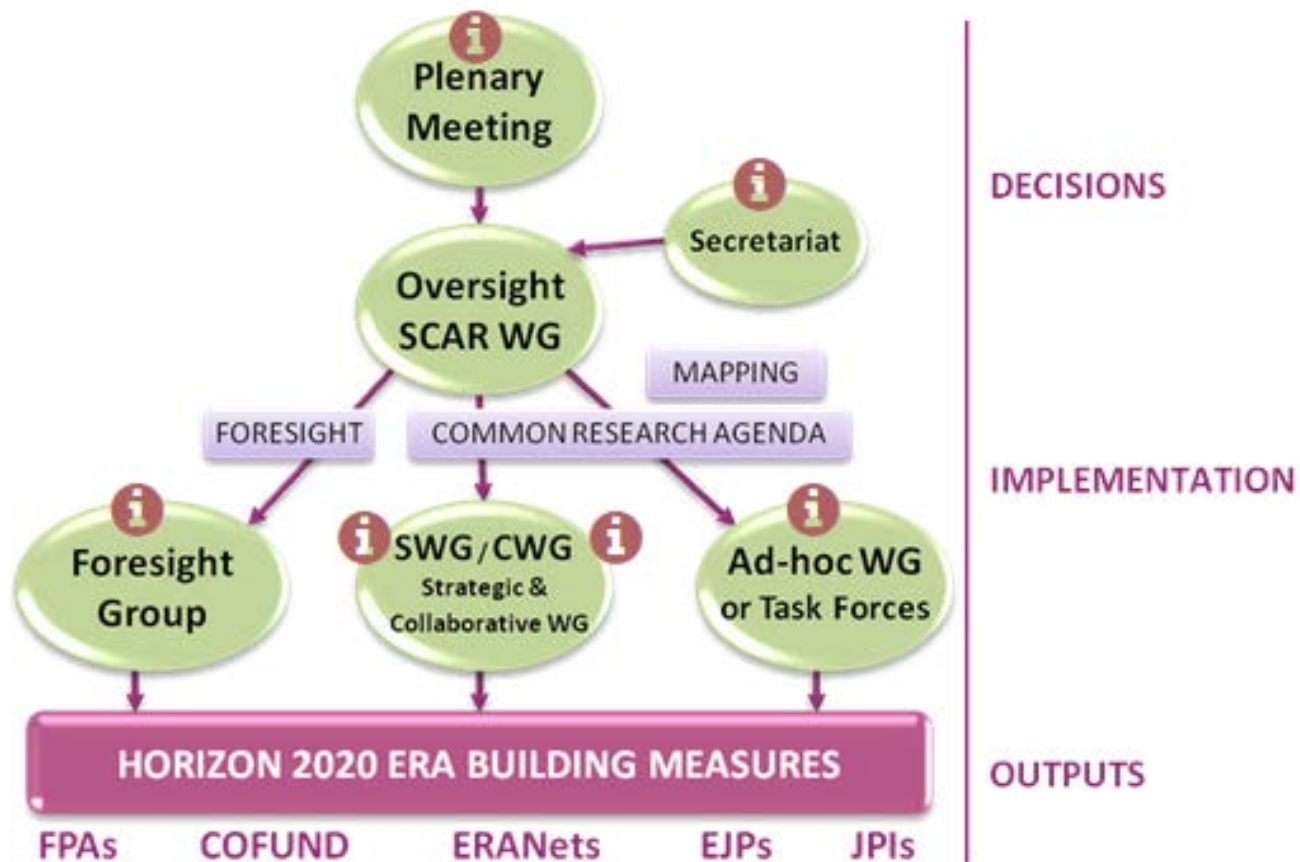 i
Plenary
Meeting
DECISIONS
i
Secretariat
Oversight
SCAR WG
MAPPING
FORESIGHT
COMMON RESEARCH AGENDA
IMPLEMENTATION
i
Foresight
Group
i
i
SWG/CWG
Strategic &
Collaborative WG
i
Ad-hoc WG
or Task Forces
HORIZON 2020 ERA BUILDING MEASURES
OUTPUTS
FPAs COFUND ERANets EJPs JPIs